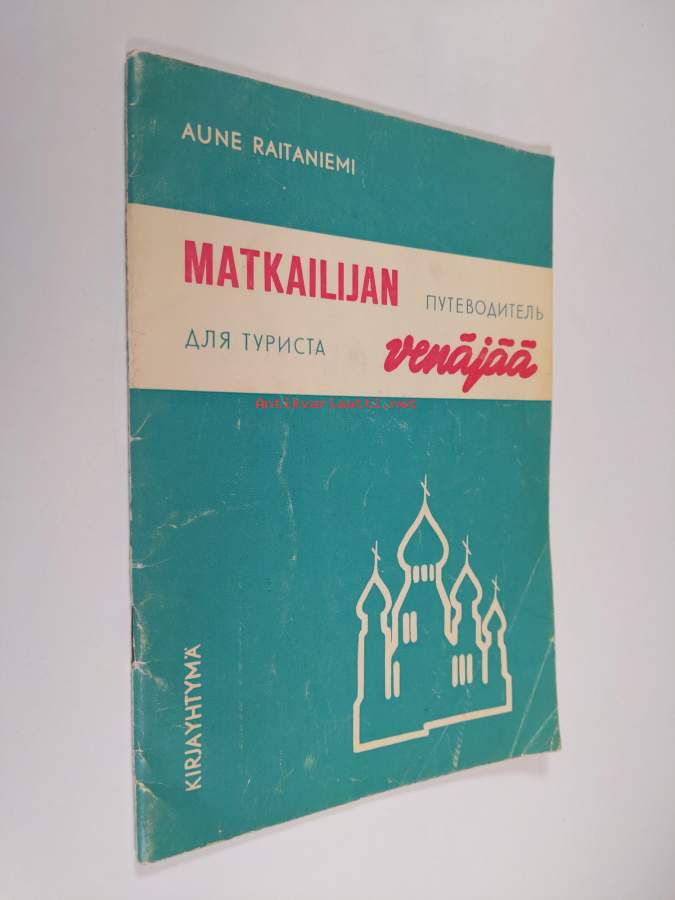 AUNE RAITANIEMI
MATKAILIJAN
ПУТЕВОДИТЕЛЬ
ДЛЯ ТУРИСТА
venäjää
Antikvariaatti.net
KIRJAYHTYMÄ